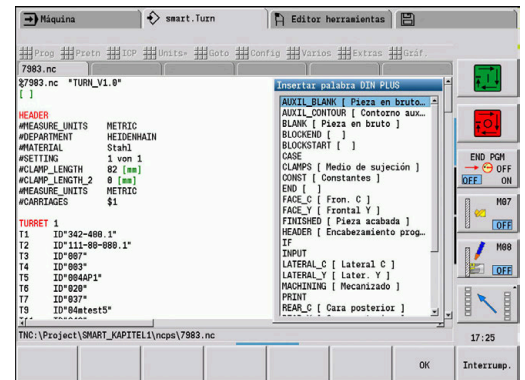 Máquina
smart.Turn
Editor herramientas
Prog Pretn ICP Units» Goto Config Varios Extras Gráf.
7983.nc
%7983.nc "TURN_V1.0"
[ ]
HEADER
#MEASURE_UNITS METRIC
#DEPARTMENT HEIDENHAIN
#MATERIAL Stahl
#SETTING 1 von 1
#CLAMP_LENGTH 82 [mm]
#CLAMP_LENGTH_2 0 [mm]
#MEASURE_UNITS METRIC
#CARRIAGES $1
TURRET 1
T1 ID"342-400.1"
T2 ID"111-80-080.1"
T3 ID"007"
T4 ID"003"
T5 ID"004AP1"
T6 ID"020"
T7 ID"037"
T9 ID"04mtest5"
Insertar palabra DIN PLUS
AUXIL_BLANK [ Pieza en bruto…
AUXIL_CONTOUR [ Contorno aux…
BLANK [ Pieza en bruto ]
BLOCKEND [ ]
BLOCKSTART [ ]
CASE
CLAMPS [ Medio de sujeción ]
CONST [ Constantes ]
END [ ]
FACE_C [ Fron. C ]
FACE_Y [ Frontal Y ]
FINISHED [ Pieza acabada ]
HEADER [ Encabezamiento prog…
IF
INPUT
LATERAL_C [ Lateral C ]
LATERAL_Y [ Later. Y ]
MACHINING [ Mecanizado ]
PRINT
REAR_C [ Cara posterior ]
TNC:\Project\SMART_KAPITEL1\ncps\7983.nc
END PGM
OFF
OFF ON
M07
OFF
M08
OFF
17:25
OK
Interrump.